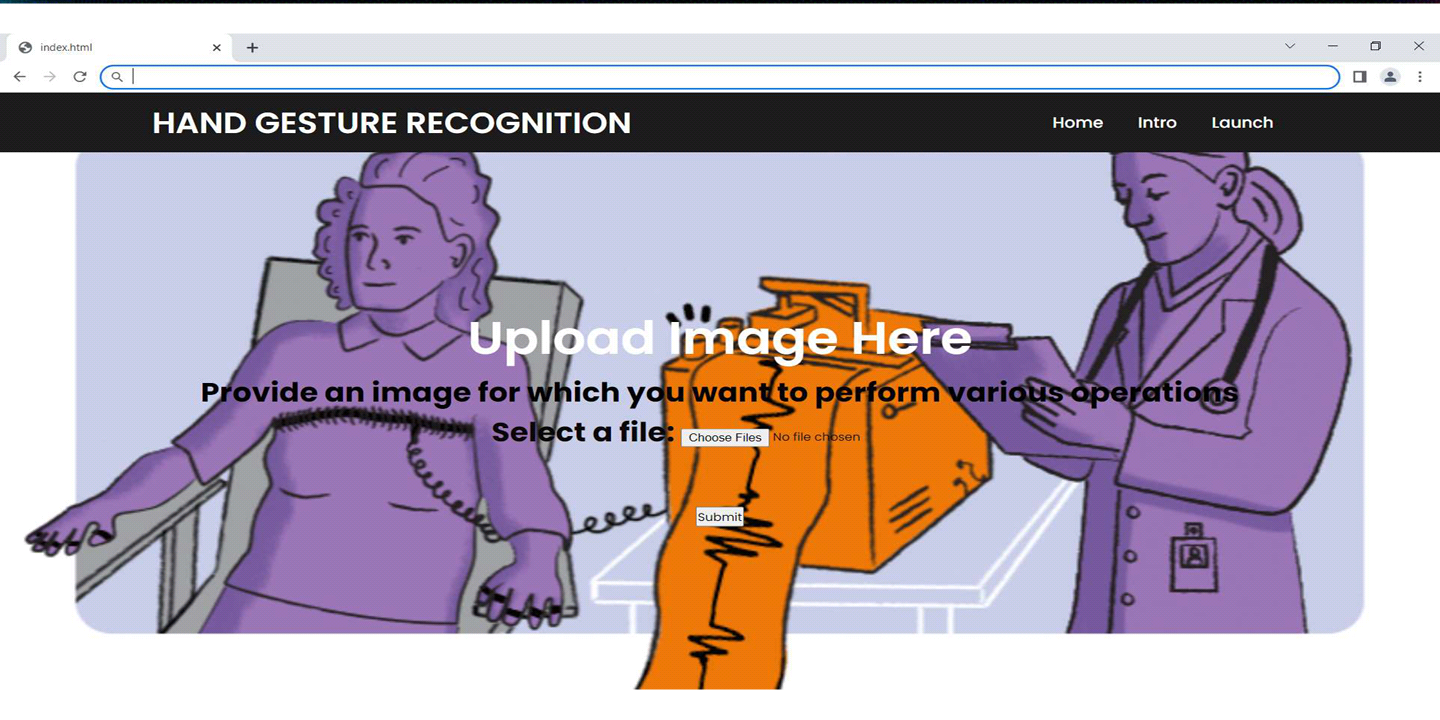 index.html
HAND GESTURE RECOGNITION
Home Intro Launch
Upload Image Here
Provide an image for which you want to perform various operations
Select a file: Choose Files No file chosen
Submit